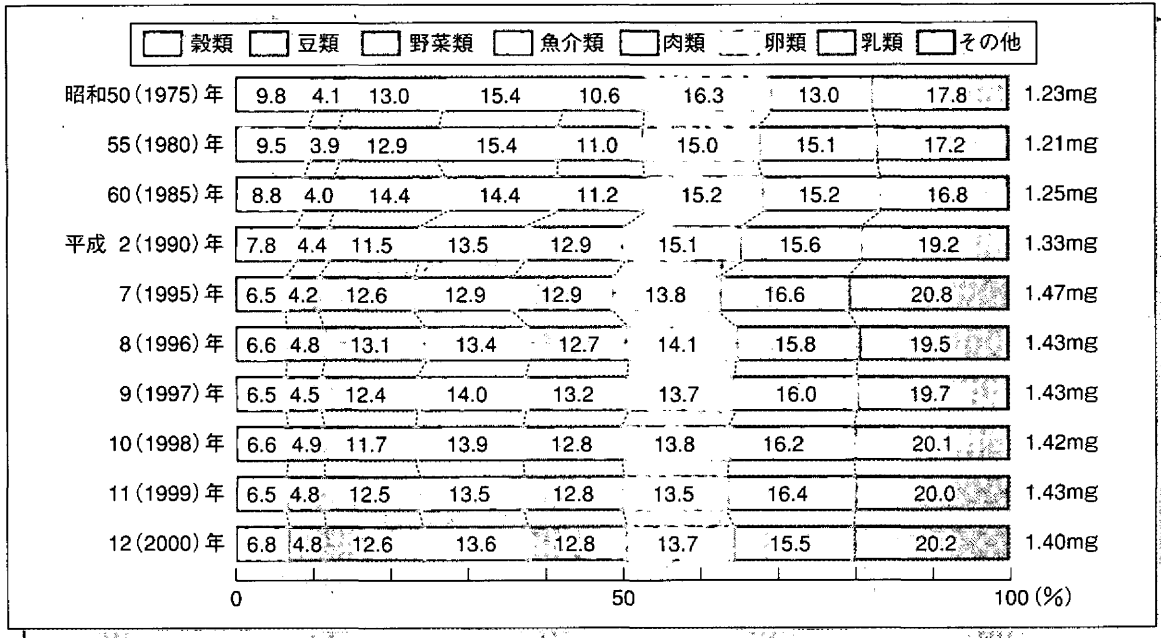 穀類 豆類 野菜類 魚介類 肉類 卵類 乳類 その他
昭和50(1975)年 9.8 4.1 13.0 15.4 10.6 16.3 13.0 17.8 1.23mg
55(1980)年 9.5 3.9 12.9 15.4 11.0 15.0 15.1 17.2 1.21mg
60(1985)年 8.8 4.0 14.4 14.4 11.2 15.2 15.2 16.8 1.25mg
平成 2(1990)年 7.8 4.4 11.5 13.5 12.9 15.1 15.6 19.2 1.33mg
7(1995)年 6.5 4.2 12.6 12.9 12.9 13.8 16.6 20.8 1.47mg
8(1996)年 6.6 4.8 13.1 13.4 12.7 14.1 15.8 19.5 1.43mg
9(1997)年 6.5 4.5 12.4 14.0 13.2 13.7 16.0 19.7 1.43mg
10(1998)年 6.6 4.9 11.7 13.9 12.8 13.8 16.2 20.1 1.42mg
11(1999)年 6.5 4.8 12.5 13.5 12.8 13.5 16.4 20.0 1.43mg
12(2000)年 6.8 4.8 12.6 13.6 12.8 13.7 15.5 20.2 1.40mg
0 50 100(%)